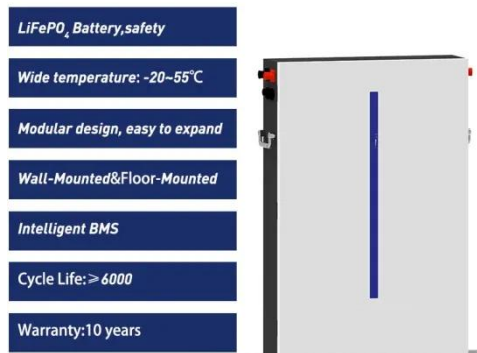 LiFePO₄ Battery,safety
Wide temperature: -20~55℃
Modular design, easy to expand
Wall-Mounted&Floor-Mounted
Intelligent BMS
Cycle Life:≥6000
Warranty:10 years